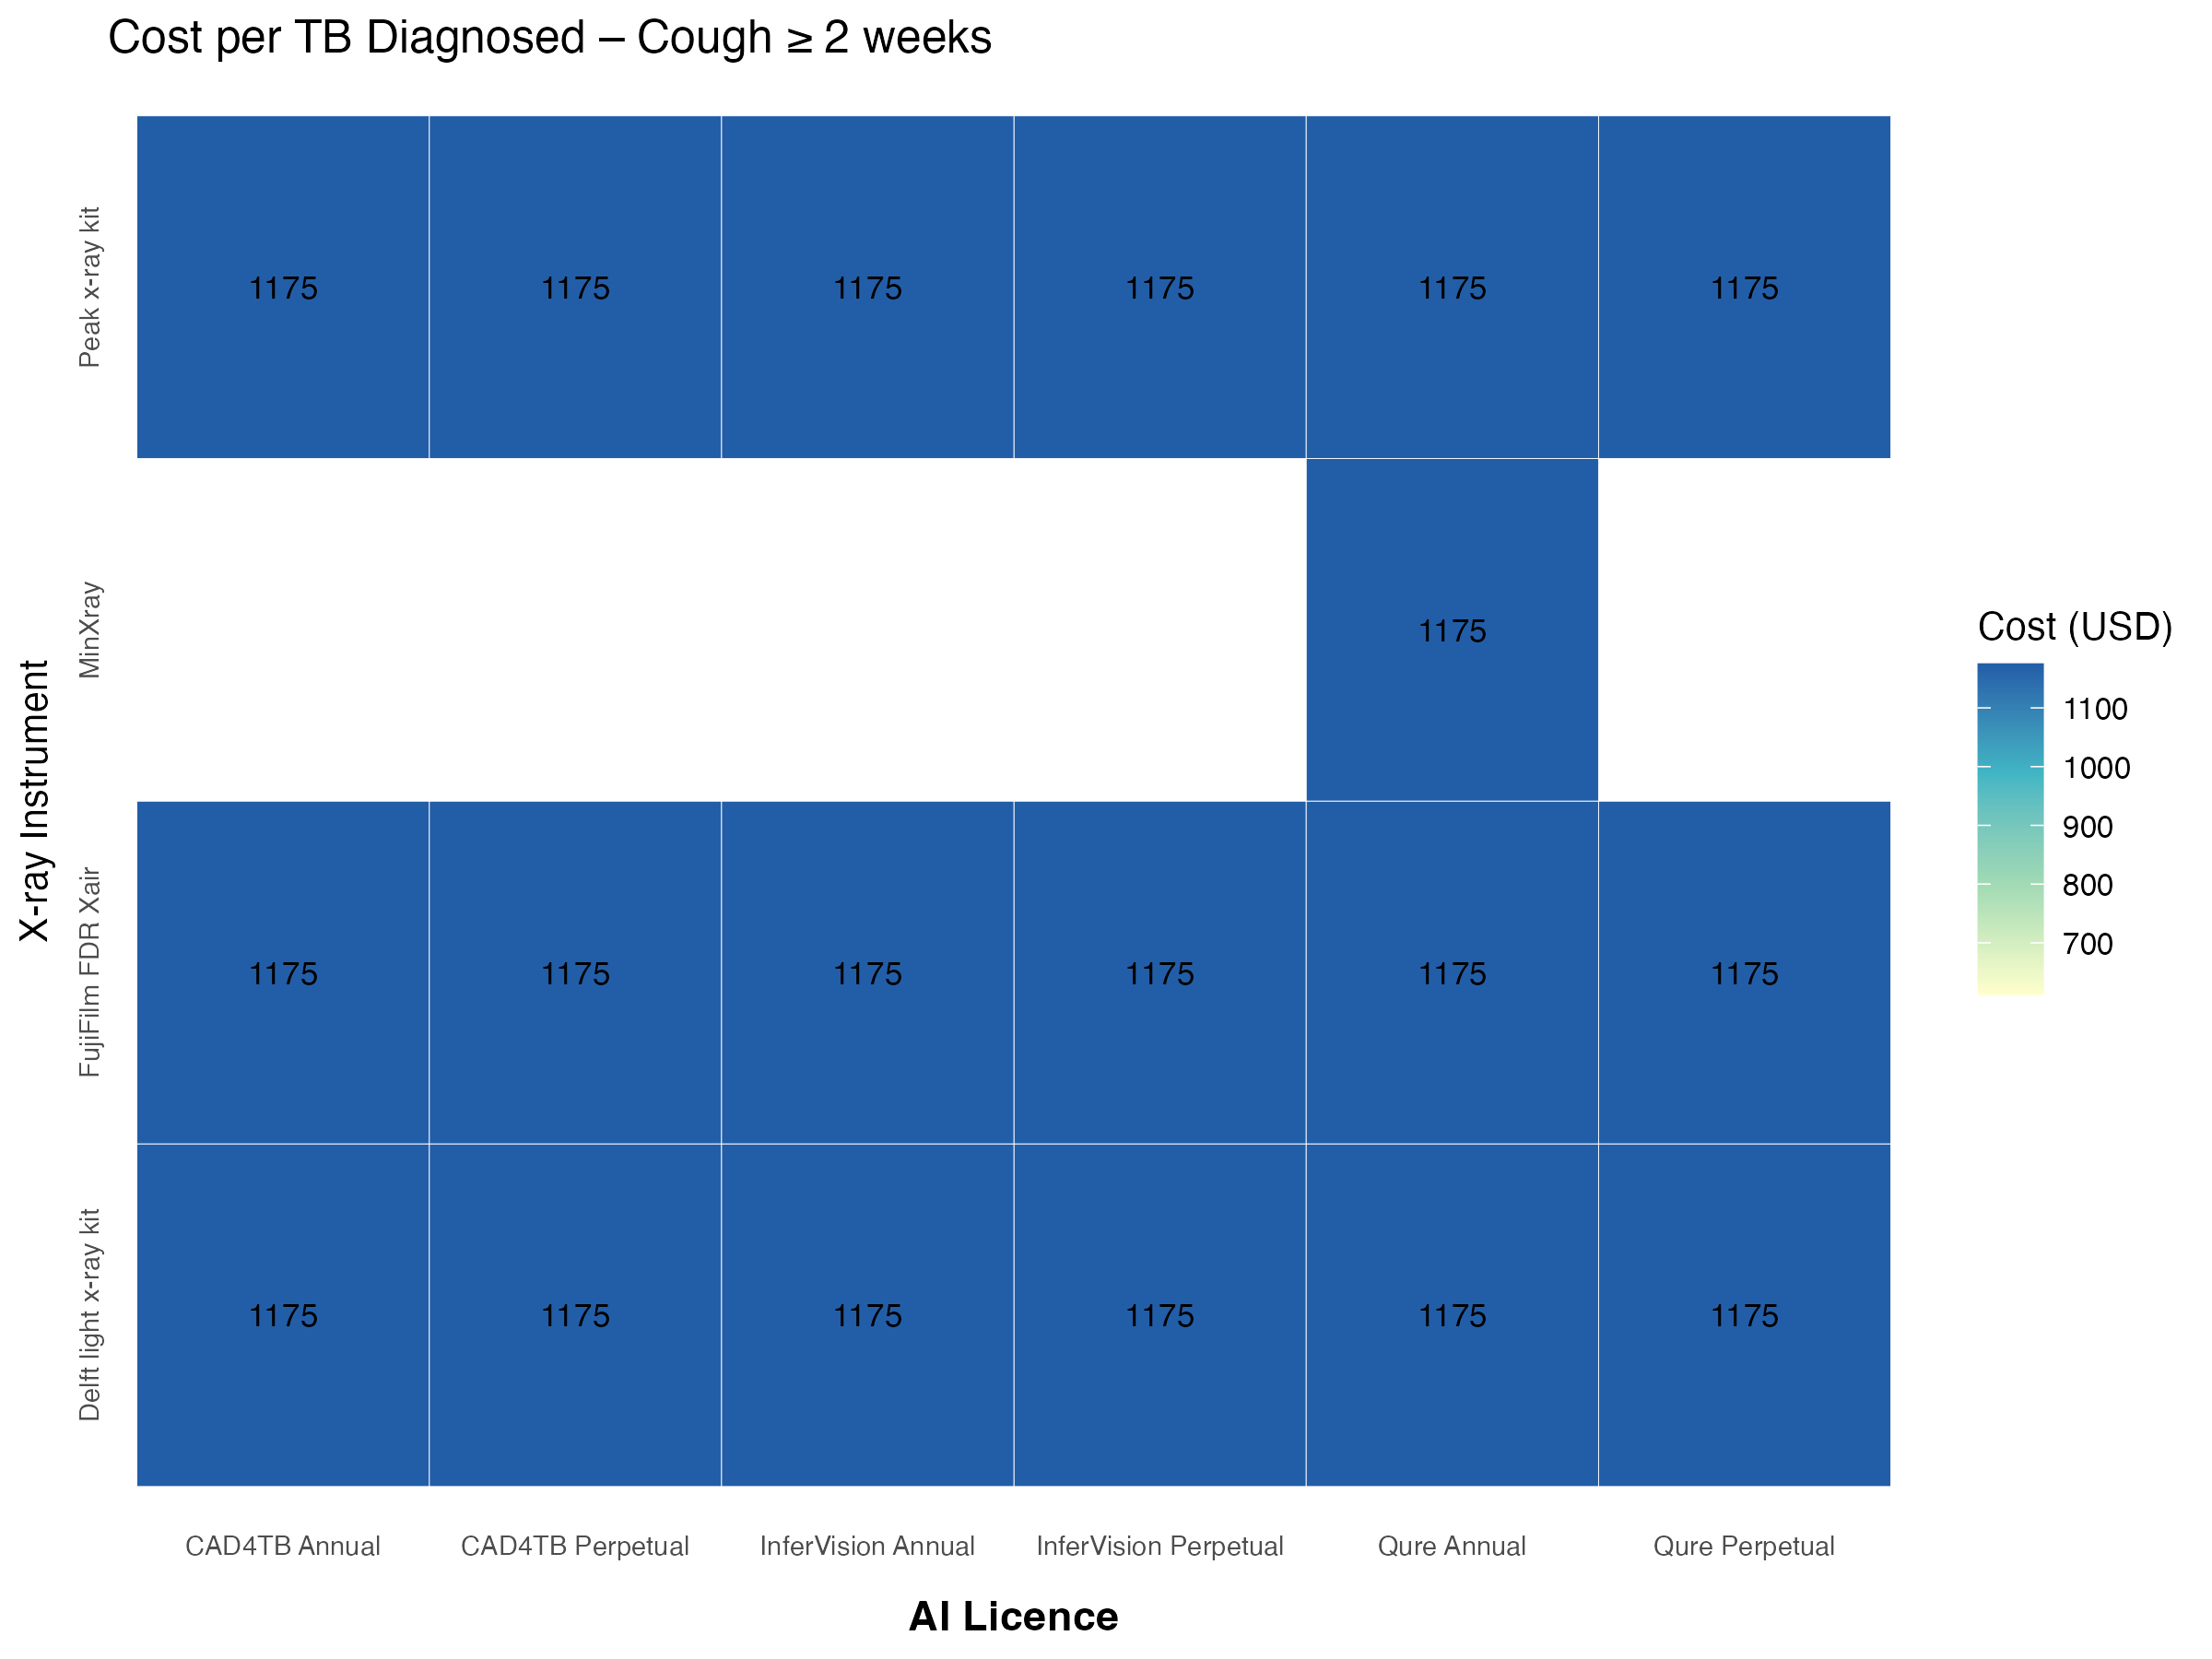 Cost per TB Diagnosed – Cough ≥ 2 weeks
X-ray Instrument
Peak x-ray kit
1175 1175 1175 1175 1175 1175
MinXray
1175
FujiFilm FDR Xair
1175 1175 1175 1175 1175 1175
Delft light x-ray kit
1175 1175 1175 1175 1175 1175
CAD4TB Annual CAD4TB Perpetual InferVision Annual InferVision Perpetual Qure Annual Qure Perpetual
AI Licence
Cost (USD)
1100
1000
900
800
700